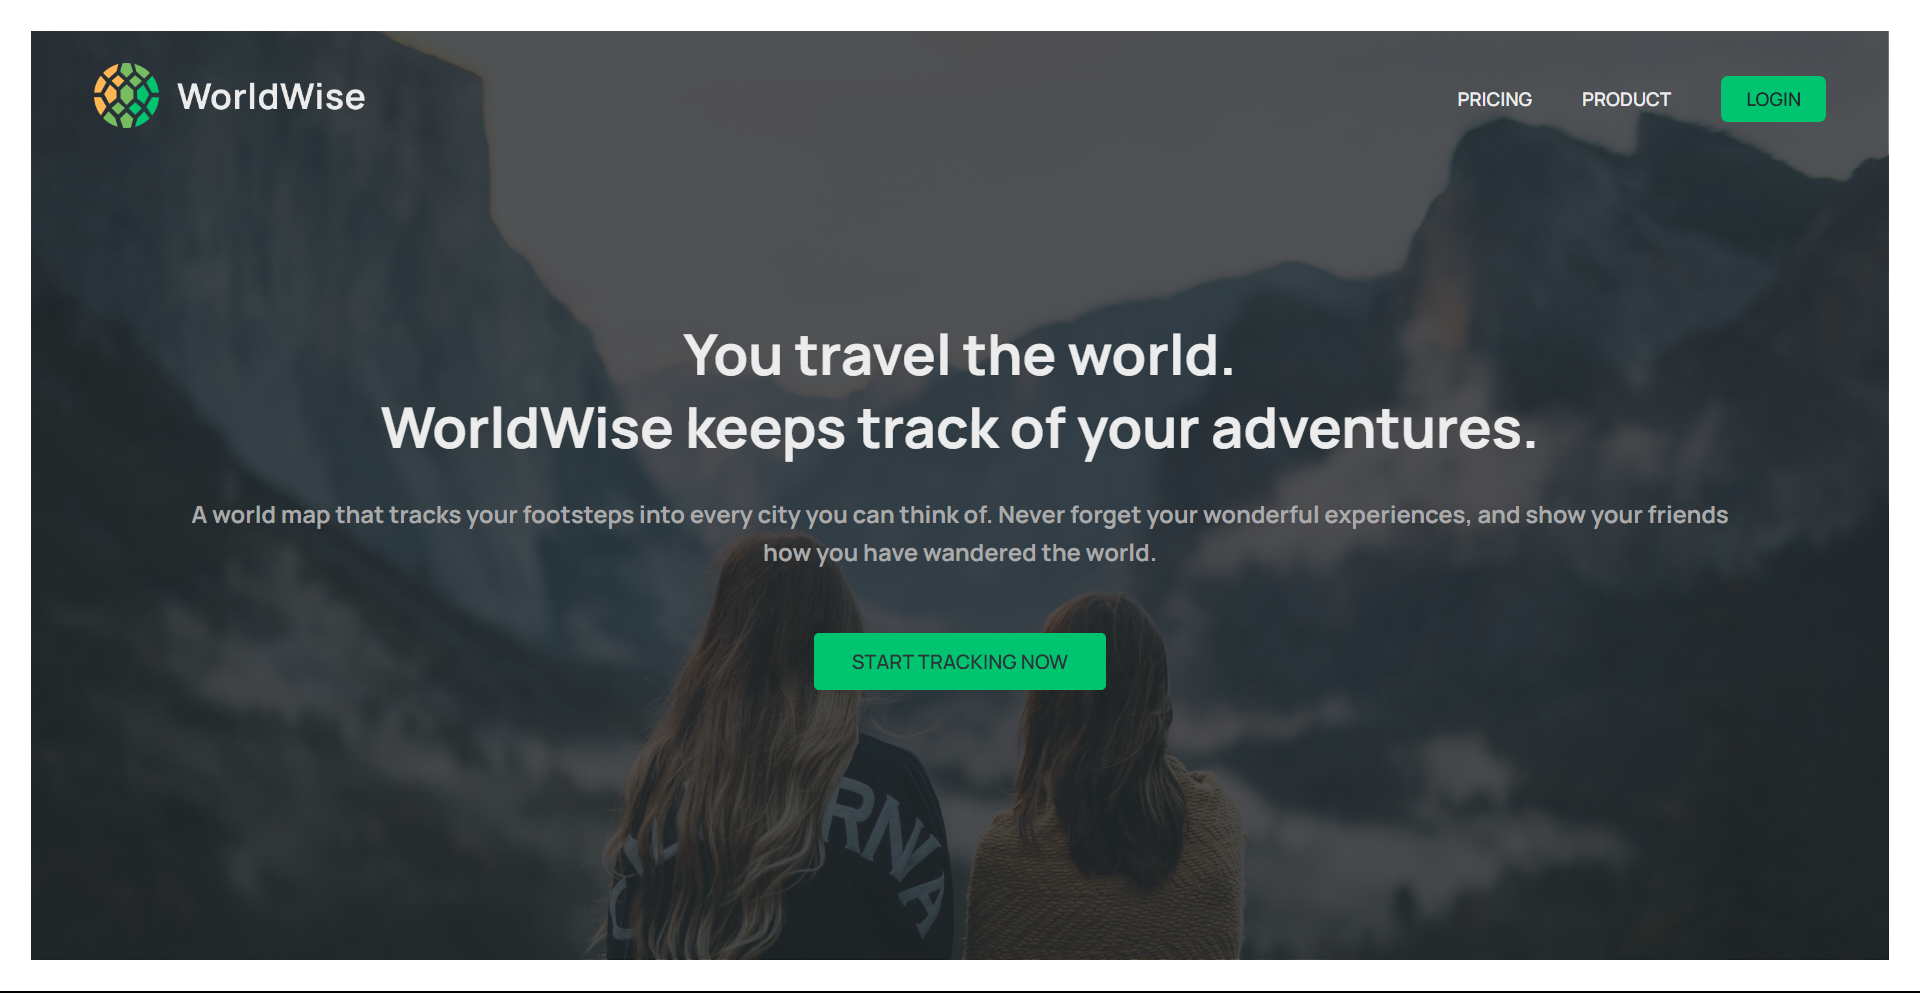 WorldWise
PRICING
PRODUCT
LOGIN
You travel the world.
WorldWise keeps track of your adventures.
A world map that tracks your footsteps into every city you can think of. Never forget your wonderful experiences, and show your friends
how you have wandered the world.
START TRACKING NOW